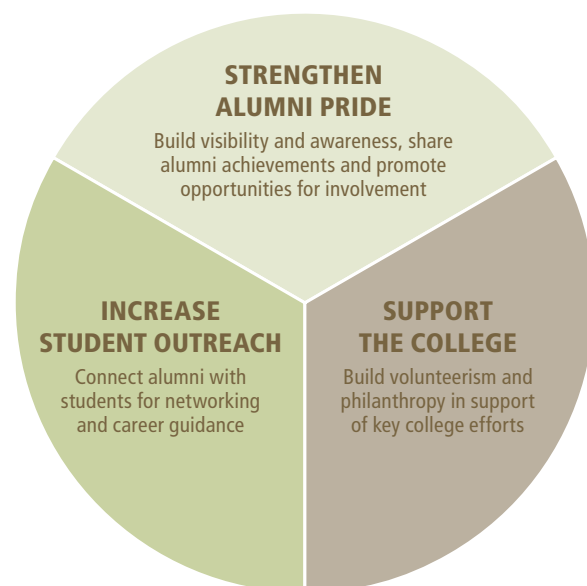 STRENGTHEN
ALUMNI PRIDE
Build visibility and awareness, share
alumni achievements and promote
opportunities for involvement
INCREASE
STUDENT OUTREACH
Connect alumni with
students for networking
and career guidance
SUPPORT
THE COLLEGE
Build volunteerism and
philanthropy in support
of key college efforts